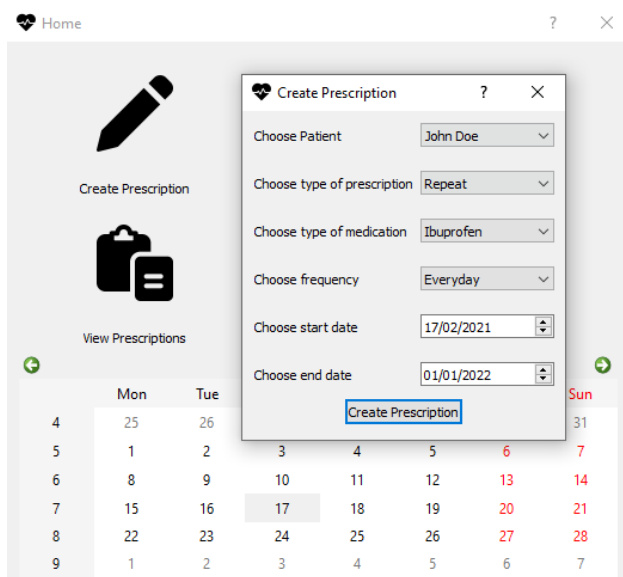 Home ?
Create Prescription ?
Choose Patient John Doe
Choose type of prescription Repeat
Choose type of medication Ibuprofen
Choose frequency Everyday
Choose start date 17/02/2021
Choose end date 01/01/2022
Create Prescription
Create Prescription
View Prescriptions
Mon Tue Sun
4 25 26 31
5 1 2 3 4 5 6 7
6 8 9 10 11 12 13 14
7 15 16 17 18 19 20 21
8 22 23 24 25 26 27 28
9 1 2 3 4 5 6 7